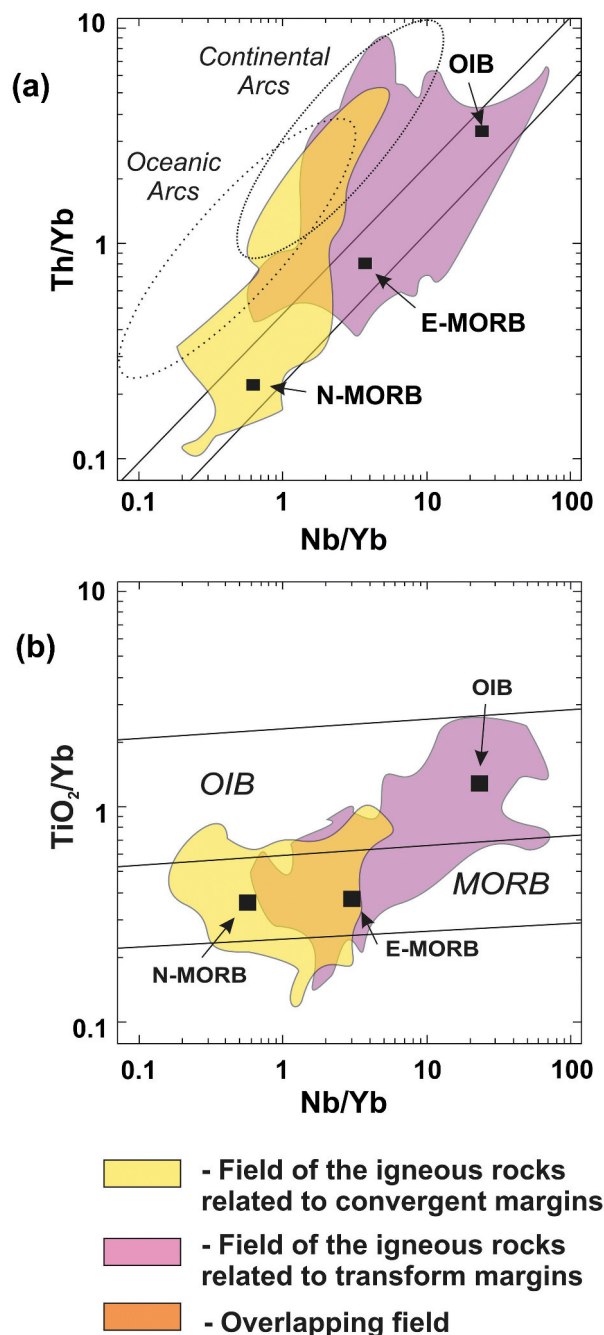 (a)
10
1
0.1
Th/Yb
Continental
Arcs
Oceanic
Arcs
OIB
E-MORB
N-MORB
0.1
1
10
100
Nb/Yb
(b)
10
1
0.1
TiO₂/Yb
OIB
OIB
MORB
N-MORB
E-MORB
0.1
1
10
100
Nb/Yb
- Field of the igneous rocks
related to convergent margins
- Field of the igneous rocks
related to transform margins
- Overlapping field